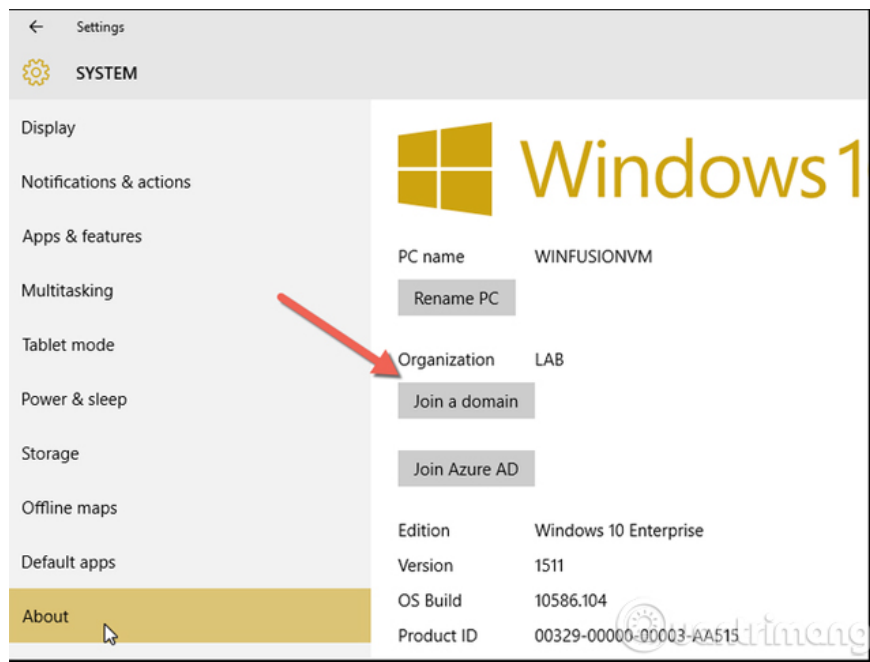 Settings
SYSTEM
Display
Notifications & actions
Apps & features
Multitasking
Tablet mode
Power & sleep
Storage
Offline maps
Default apps
About
Windows 1
PC name WINFUSIONVM
Rename PC
Organization LAB
Join a domain
Join Azure AD
Edition Windows 10 Enterprise
Version 1511
OS Build 10586.104
Product ID 00329-00000-00003-AA515
Quantrimang